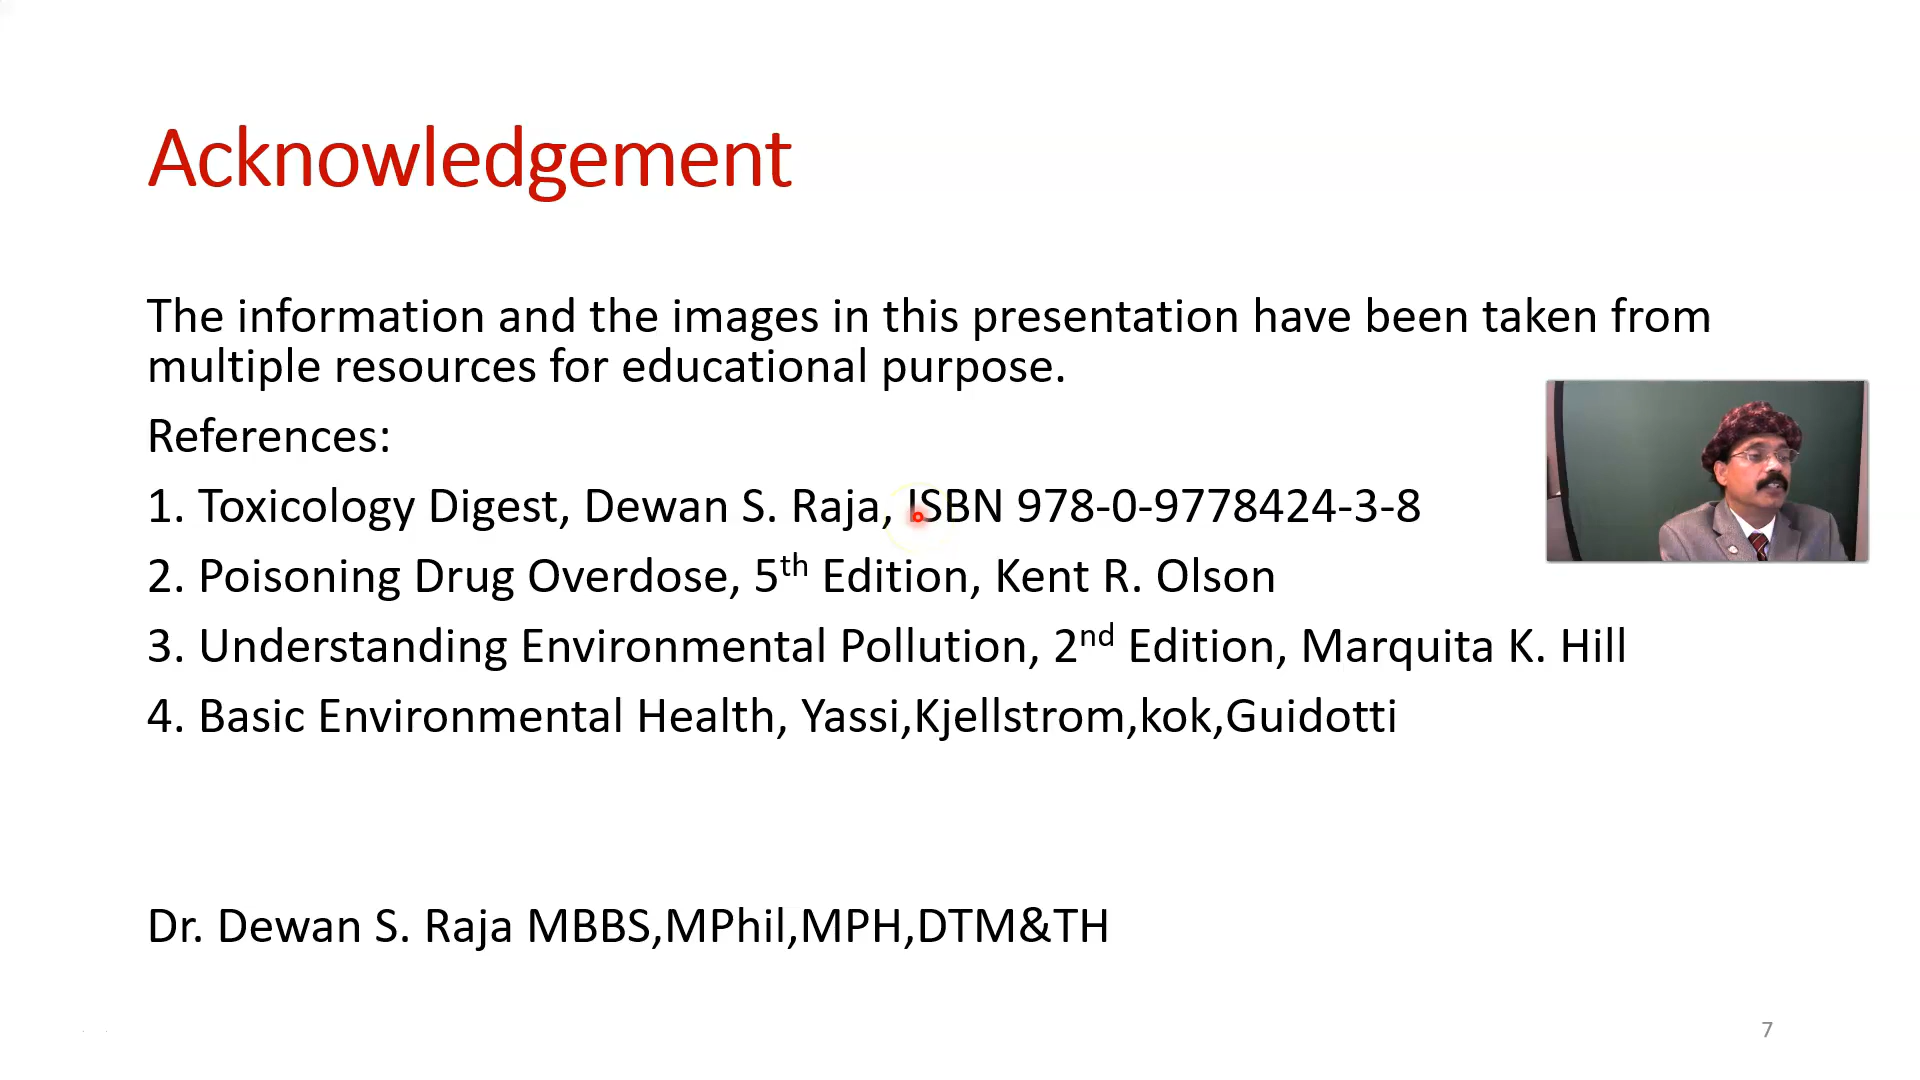 Acknowledgement
The information and the images in this presentation have been taken from
multiple resources for educational purpose.
References:
1. Toxicology Digest, Dewan S. Raja, ISBN 978-0-9778424-3-8
2. Poisoning Drug Overdose, 5th Edition, Kent R. Olson
3. Understanding Environmental Pollution, 2nd Edition, Marquita K. Hill
4. Basic Environmental Health, Yassi,Kjellstrom,kok,Guidotti
Dr. Dewan S. Raja MBBS,MPhil,MPH,DTM&TH
7